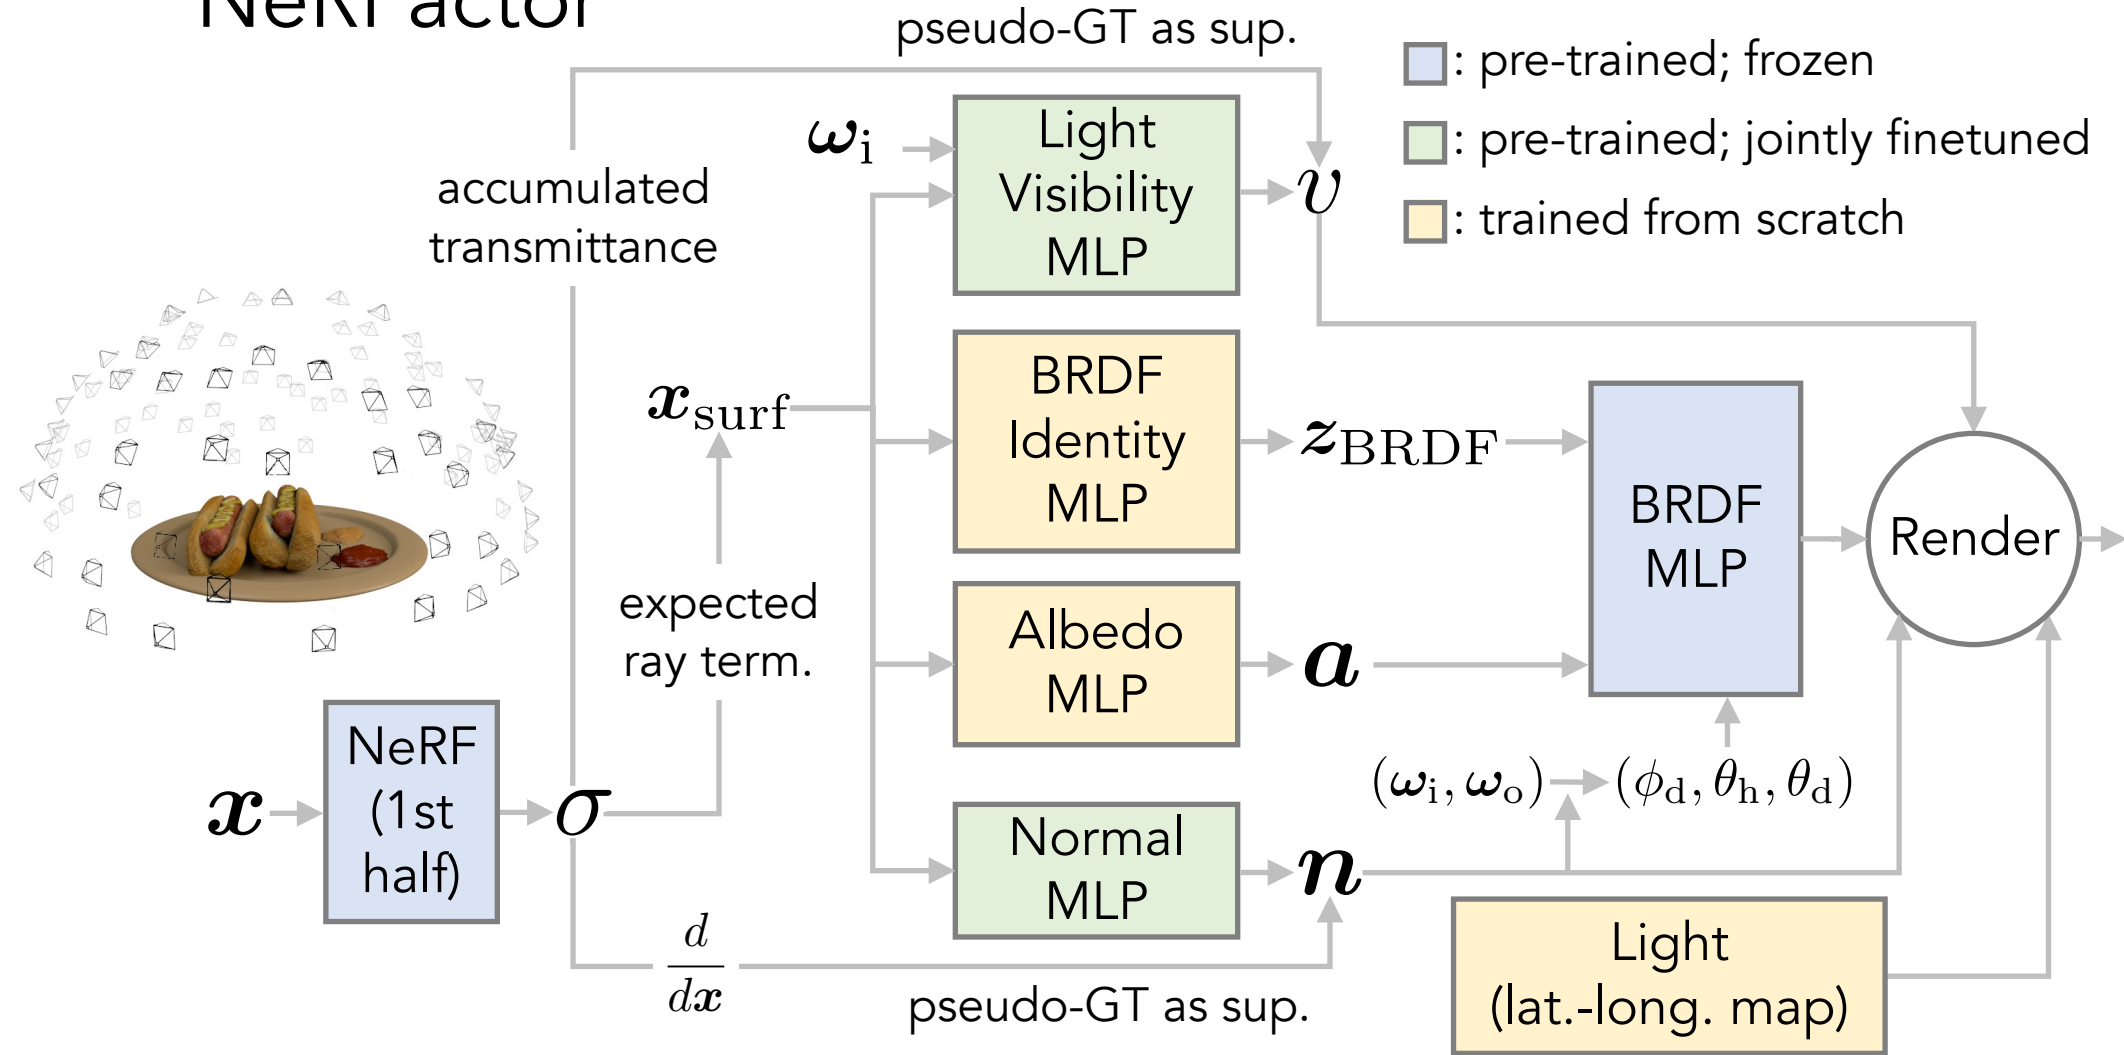 NeRFactor
pseudo-GT as sup.
: pre-trained; frozen
: pre-trained; jointly finetuned
: trained from scratch
accumulated
transmittance
ωi
Light
Visibility
MLP
v
xsurf
BRDF
Identity
MLP
zBRDF
BRDF
MLP
Render
expected
ray term.
Albedo
MLP
a
x
NeRF
(1st
half)
σ
(ωi, ωo)
(ϕd, θh, θd)
Normal
MLP
n
d
dx
pseudo-GT as sup.
Light
(lat.-long. map)